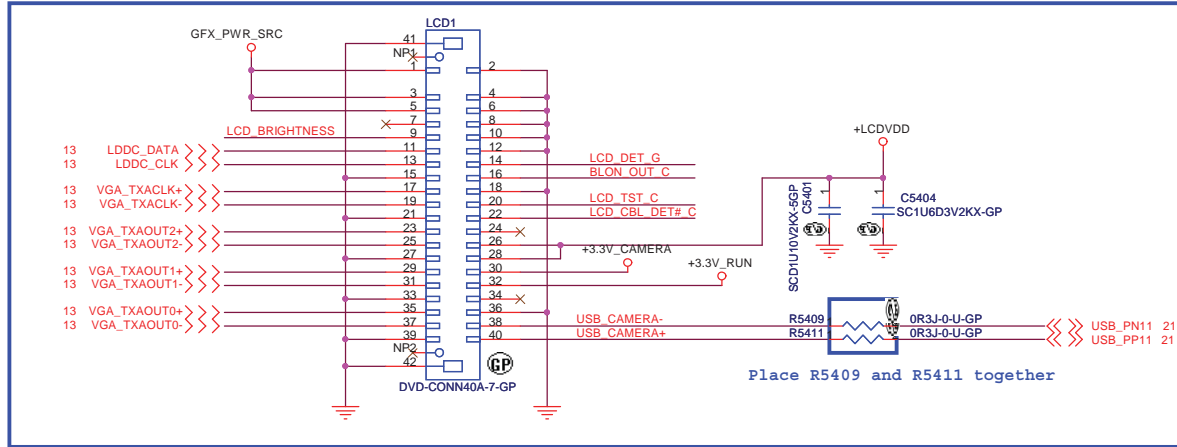 LCD1
GFX_PWR_SRC
41
NP1
1 2
3 4
5 6
7 8
LCD_BRIGHTNESS 9 10
13 LDDC_DATA 11 12
13 LDDC_CLK 13 14 LCD_DET_G
15 16 BLON_OUT_C
13 VGA_TXACLK+ 17 18
13 VGA_TXACLK- 19 20 LCD_TST_C
21 22 LCD_CBL_DET#_C
13 VGA_TXAOUT2+ 23 24
13 VGA_TXAOUT2- 25 26
27 28
13 VGA_TXAOUT1+ 29 30 +3.3V_CAMERA
13 VGA_TXAOUT1- 31 32 +3.3V_RUN
33 34
13 VGA_TXAOUT0+ 35 36
13 VGA_TXAOUT0- 37 38 USB_CAMERA-
39 40 USB_CAMERA+
NP2
42
GP
DVD-CONN40A-7-GP
+LCDVDD
1
C5401
SCD1U10V2KX-5GP
1
C5404
SC1U6D3V2KX-GP
R5409 0R3J-0-U-GP USB_PN11 21
R5411 0R3J-0-U-GP USB_PP11 21
Place R5409 and R5411 together